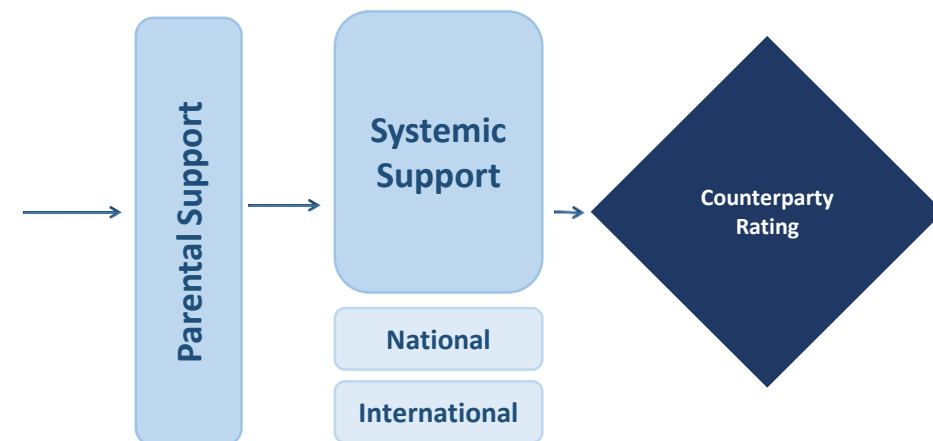 Parental Support
Systemic
Support
National
International
Counterparty
Rating